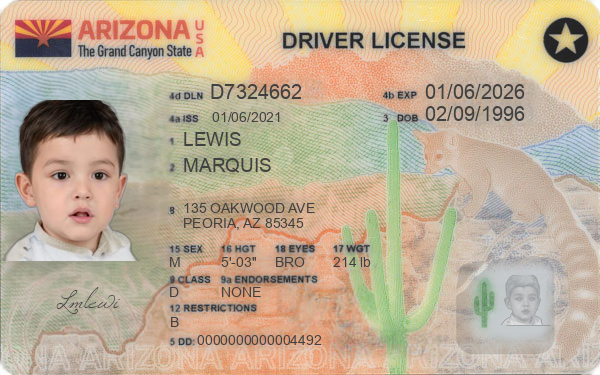 ARIZONA USA
The Grand Canyon State
DRIVER LICENSE
4d DLN D7324662 4b EXP 01/06/2026
4a ISS 01/06/2021 3 DOB 02/09/1996
1 LEWIS
2 MARQUIS
8 135 OAKWOOD AVE
PEORIA, AZ 85345
15 SEX 16 HGT 18 EYES 17 WGT
M 5'-03" BRO 214 lb
9 CLASS 9a ENDORSEMENTS
D NONE
12 RESTRICTIONS
B
Lmlewi
5 DD: 0000000000004492
ARIZONA ARIZONA ARIZONA ARIZONA